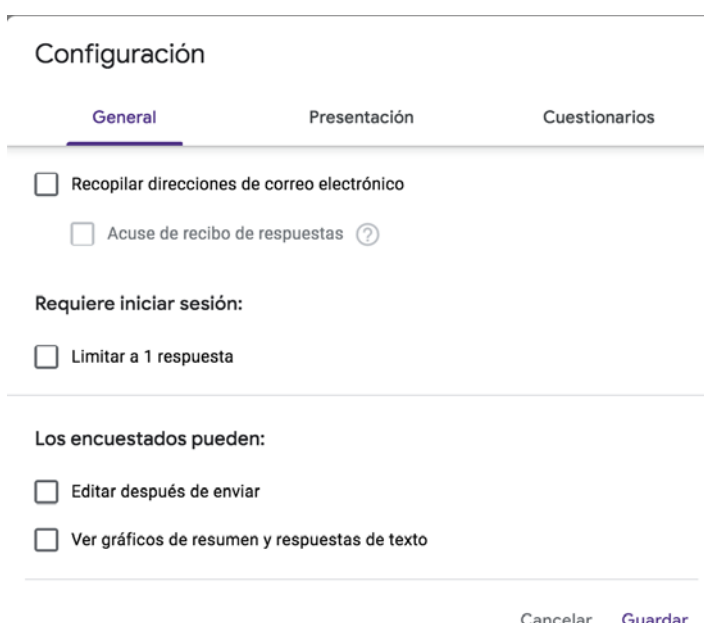 Configuración
General Presentación Cuestionarios
Recopilar direcciones de correo electrónico
Acuse de recibo de respuestas ?
Requiere iniciar sesión:
Limitar a 1 respuesta
Los encuestados pueden:
Editar después de enviar
Ver gráficos de resumen y respuestas de texto
Cancelar Guardar